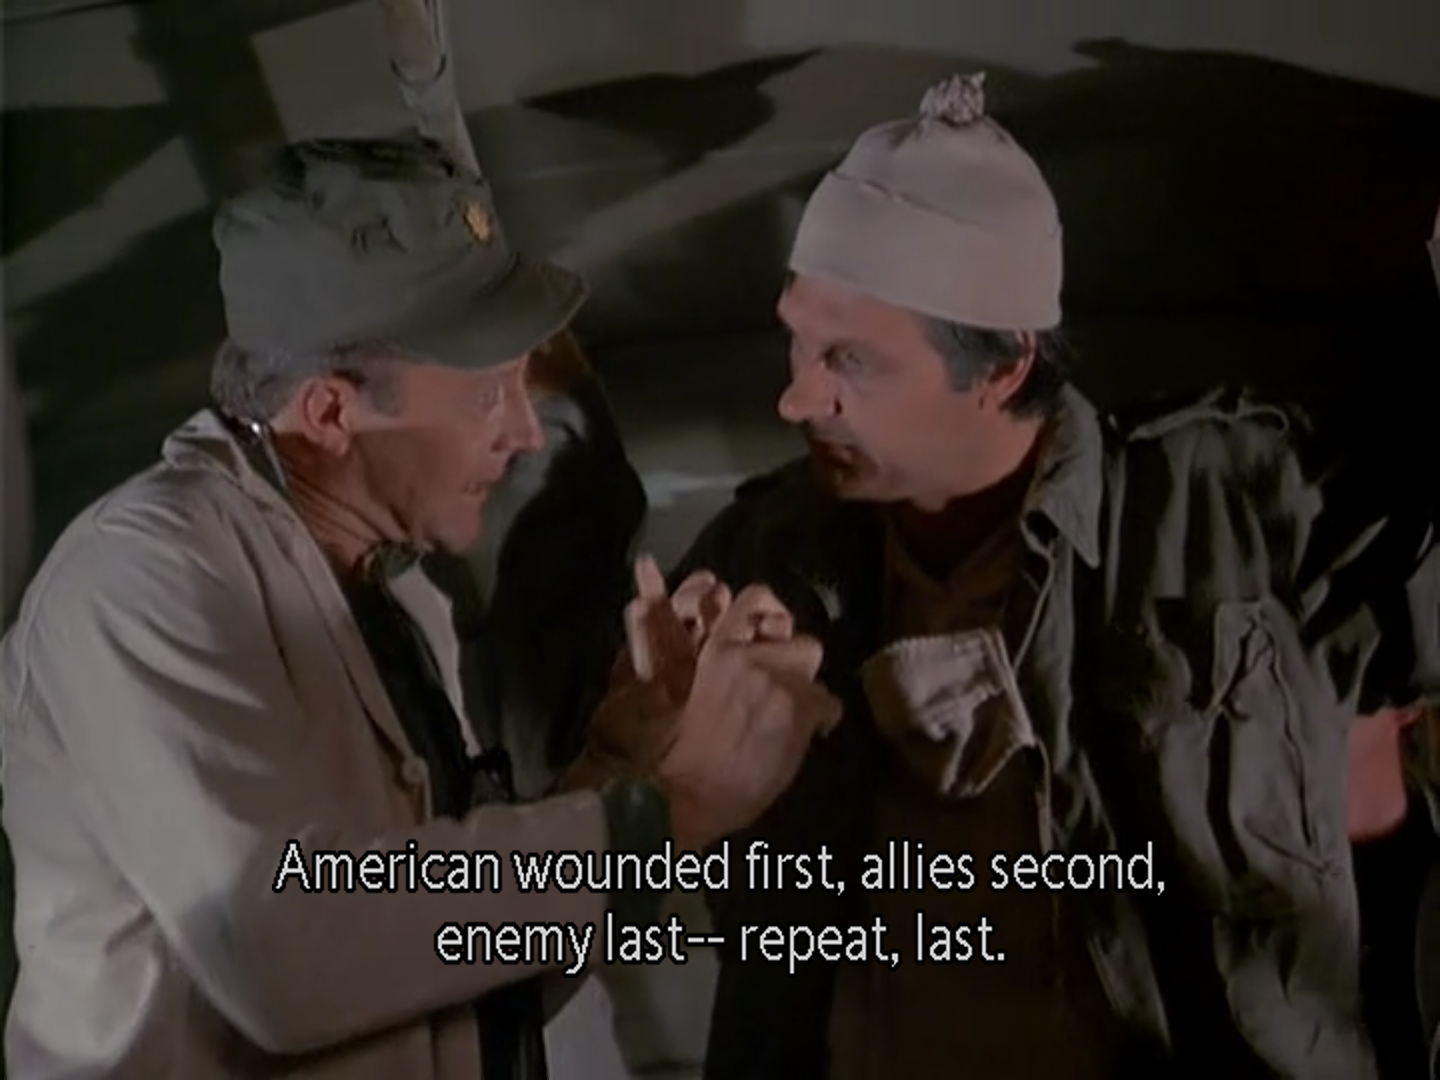 American wounded first, allies second,
enemy last-- repeat, last.